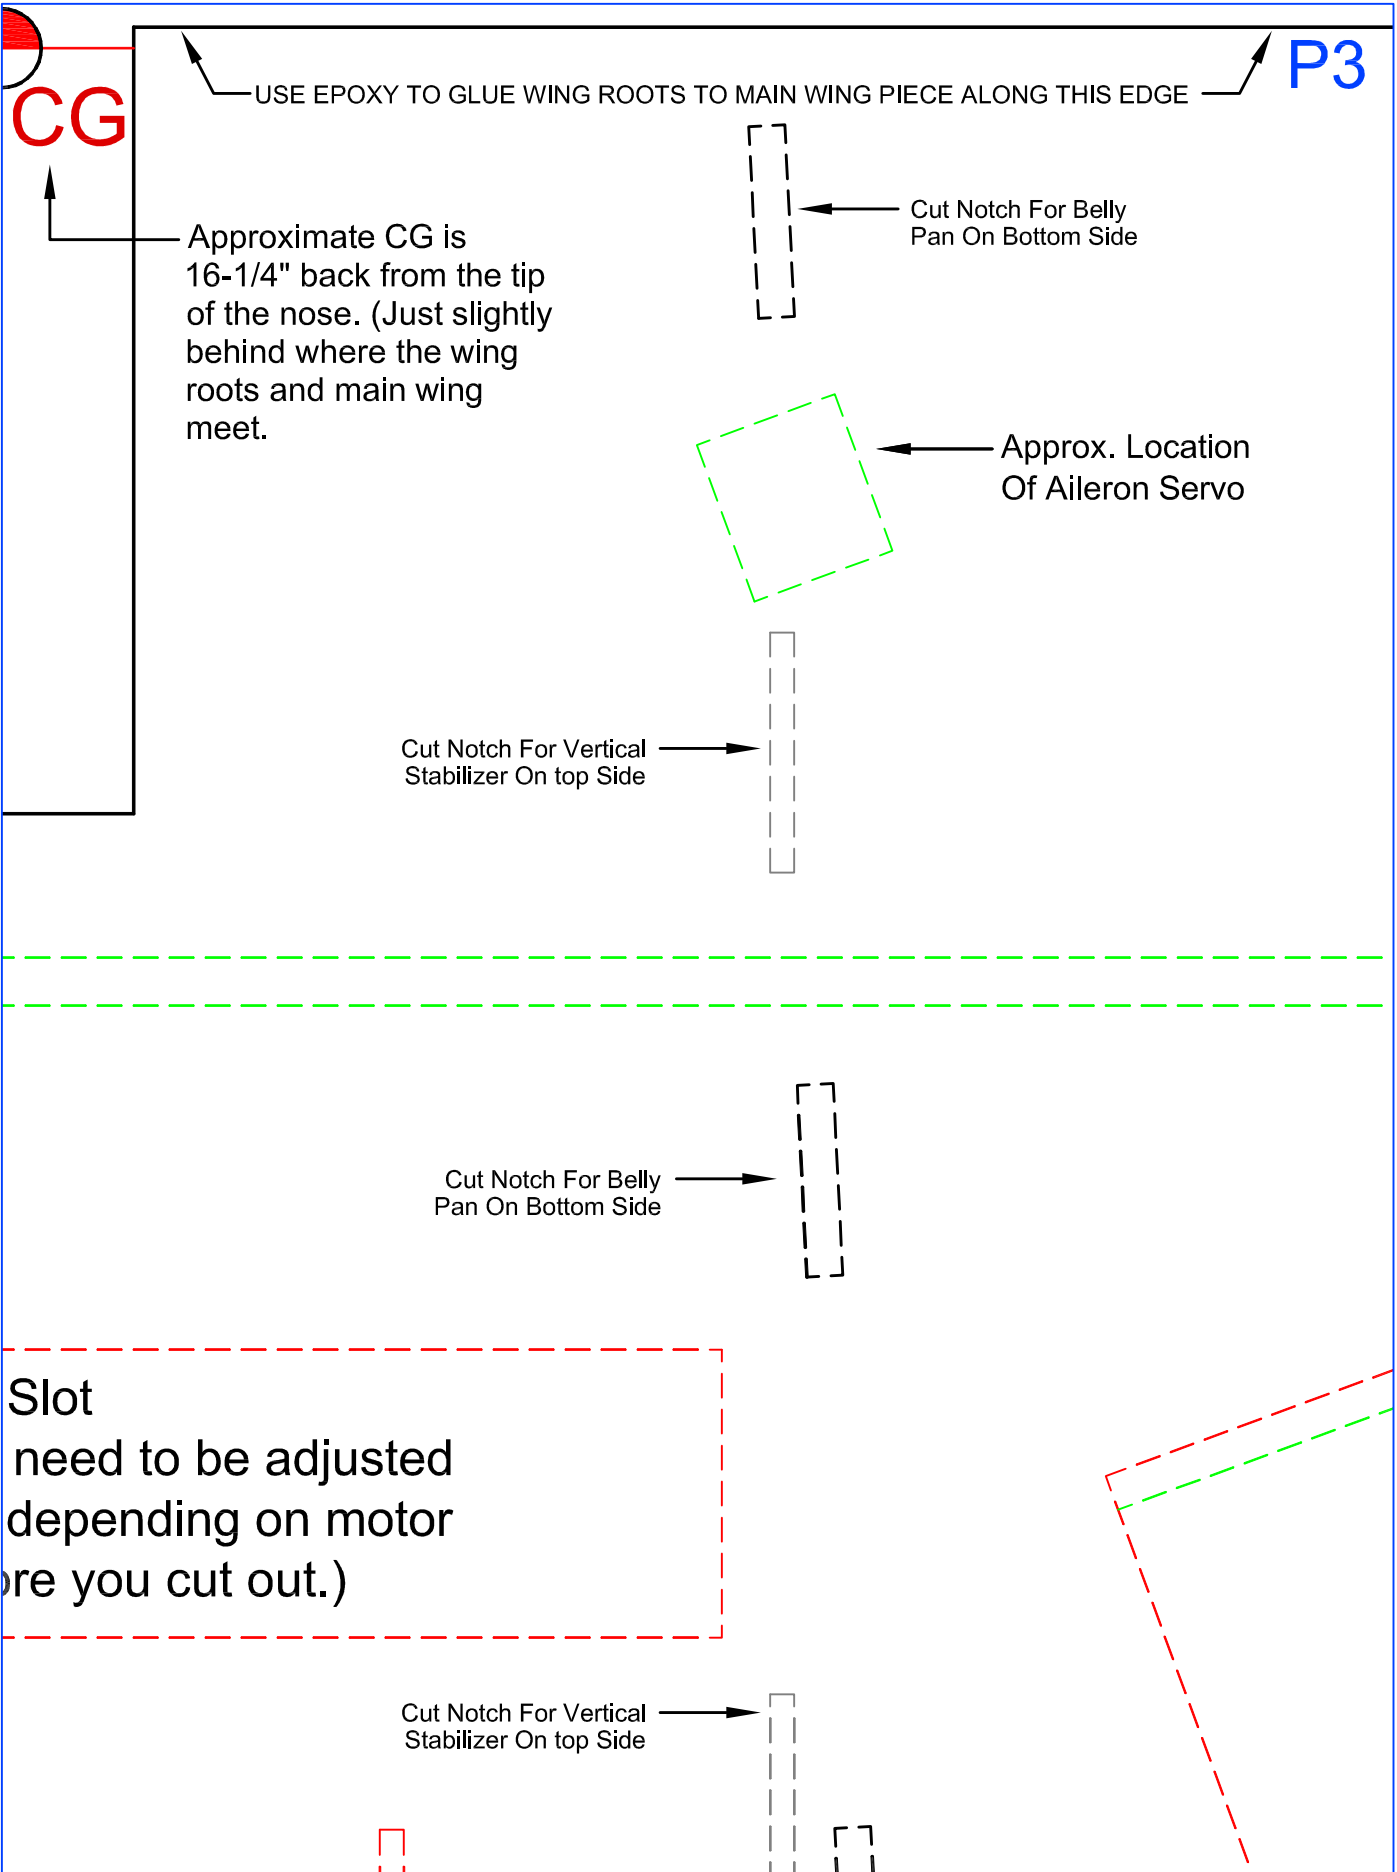 P3
USE EPOXY TO GLUE WING ROOTS TO MAIN WING PIECE ALONG THIS EDGE
CG
Cut Notch For Belly
Pan On Bottom Side
Approximate CG is
16-1/4" back from the tip
of the nose. (Just slightly
behind where the wing
roots and main wing
meet.
Approx. Location
Of Aileron Servo
Cut Notch For Vertical
Stabilizer On top Side
Cut Notch For Belly
Pan On Bottom Side
Slot
need to be adjusted
depending on motor
you cut out.)
Cut Notch For Vertical
Stabilizer On top Side